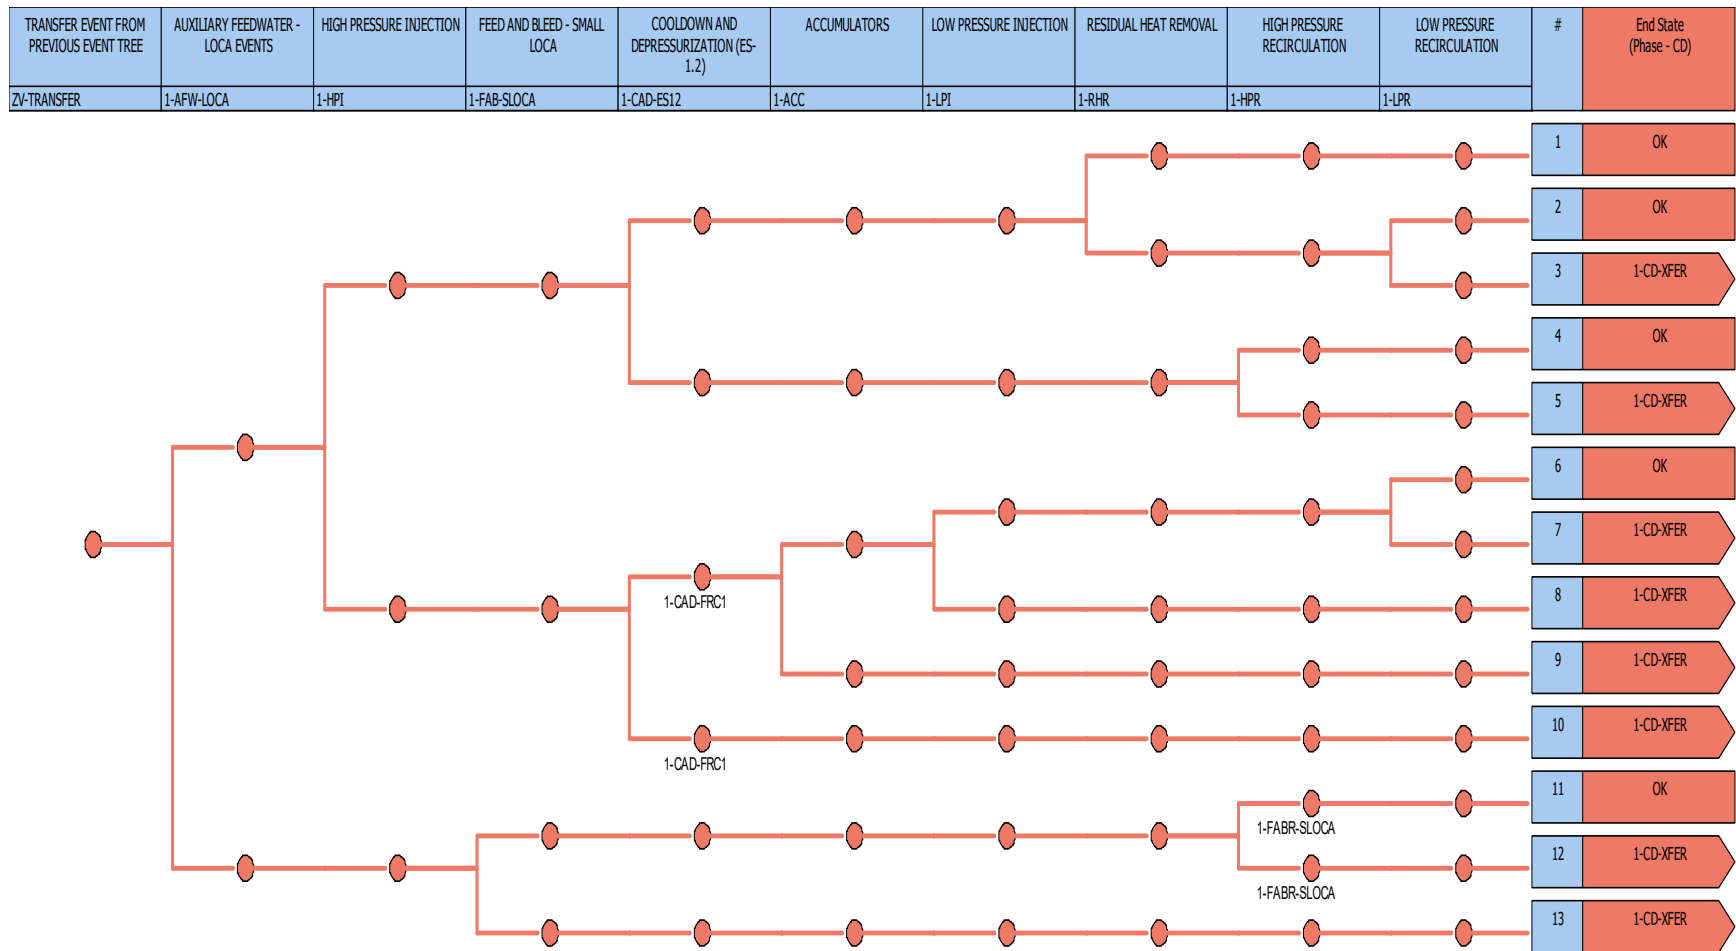 TRANSFER EVENT FROM
PREVIOUS EVENT TREE
AUXILIARY FEEDWATER -
LOCA EVENTS
HIGH PRESSURE INJECTION
FEED AND BLEED - SMALL
LOCA
COOLDOWN AND
DEPRESSURIZATION (ES-
1.2)
ACCUMULATORS
LOW PRESSURE INJECTION
RESIDUAL HEAT REMOVAL
HIGH PRESSURE
RECIRCULATION
LOW PRESSURE
RECIRCULATION
#
End State
(Phase - CD)
ZV-TRANSFER
1-AFW-LOCA
1-HPI
1-FAB-SLOCA
1-CAD-ES12
1-ACC
1-LPI
1-RHR
1-HPR
1-LPR
1
OK
2
OK
3
1-CD-XFER
4
OK
5
1-CD-XFER
6
OK
7
1-CD-XFER
1-CAD-FRC1
8
1-CD-XFER
9
1-CD-XFER
10
1-CD-XFER
1-CAD-FRC1
11
OK
1-FABR-SLOCA
12
1-CD-XFER
1-FABR-SLOCA
13
1-CD-XFER